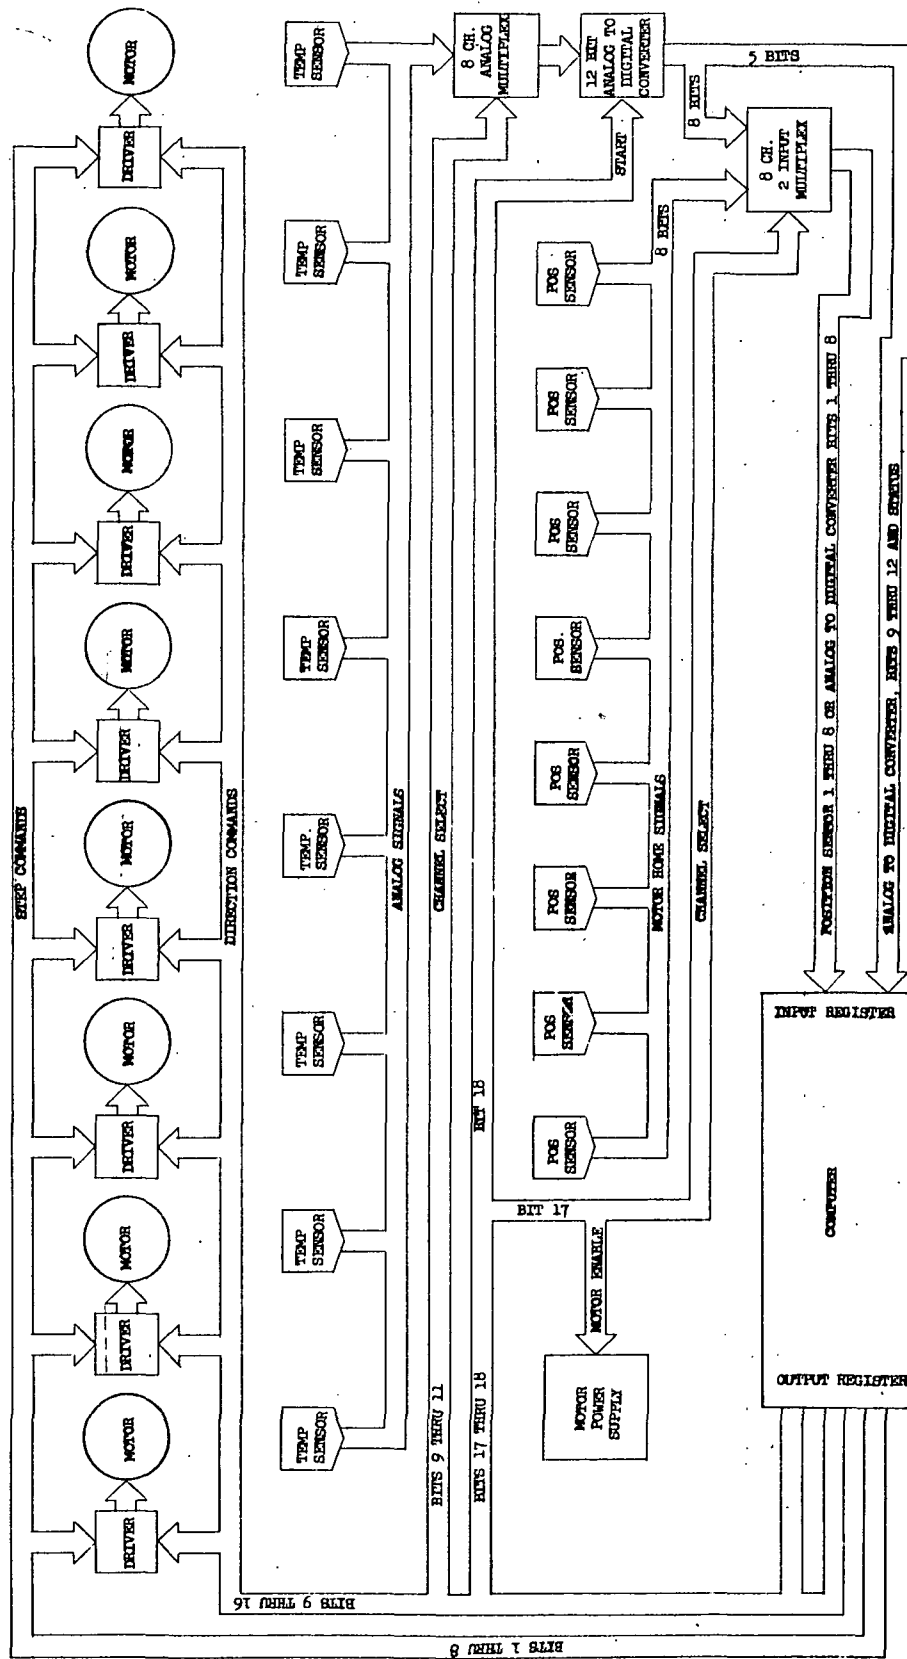 STEP COMMANDS
MOTOR
MOTOR
MOTOR
MOTOR
MOTOR
MOTOR
MOTOR
MOTOR
DRIVER
DRIVER
DRIVER
DRIVER
DRIVER
DRIVER
DRIVER
DRIVER
DIRECTION COMMANDS
BITS 1 THRU 8
BITS 9 THRU 16
TEMP
SENSOR
TEMP
SENSOR
TEMP
SENSOR
TEMP.
SENSOR
TEMP
SENSOR
TEMP
SENSOR
TEMP
SENSOR
TEMP
SENSOR
ANALOG SIGNALS
BITS 9 THRU 11
CHANNEL SELECT
8 CH.
ANALOG
MULTIPLEX
BITS 17 THRU 18
BIT 18
START
12 BIT
ANALOG TO
DIGITAL
CONVERTER
5 BITS
8 BITS
BIT 17
POS
SENSOR
POS
SENSOR
POS
SENSOR
POS
SENSOR
POS.
SENSOR
POS
SENSOR
POS
SENSOR
POS
SENSOR
MOTOR HOME SIGNALS
8 BITS
CHANNEL SELECT
8 CH.
2 INPUT
MULTIPLEX
MOTOR ENABLE
MOTOR
POWER
SUPPLY
POSITION SENSOR 1 THRU 8 OR ANALOG TO DIGITAL CONVERTER BITS 1 THRU 8
ANALOG TO DIGITAL CONVERTER, BITS 9 THRU 12 AND STATUS
OUTPUT REGISTER
COMPUTER
INPUT REGISTER